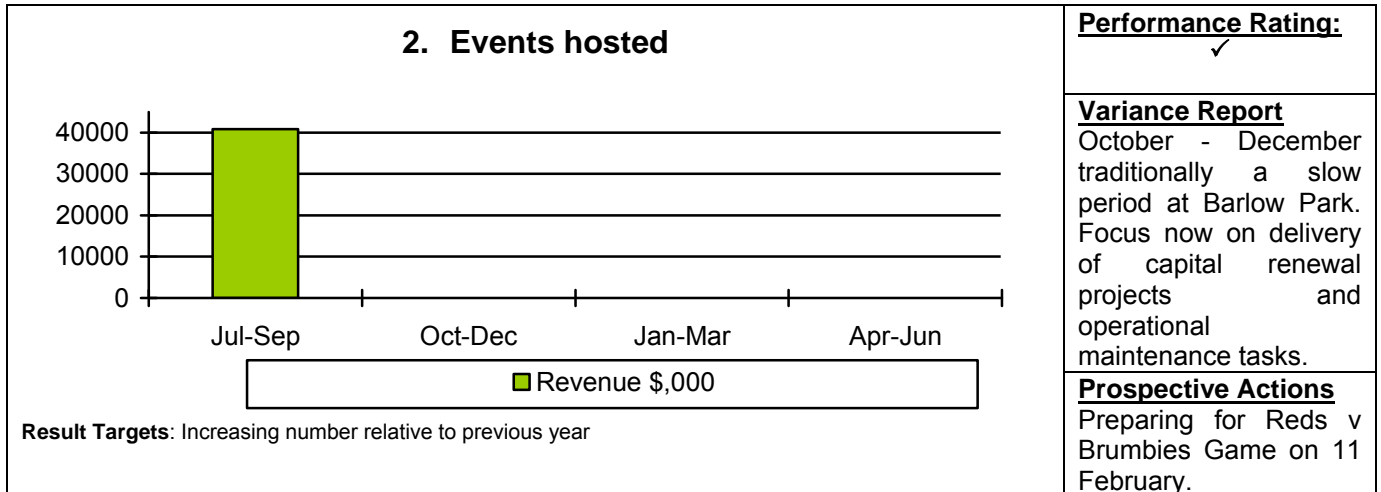 2. Events hosted
40000
30000
20000
10000
0
Jul-Sep Oct-Dec Jan-Mar Apr-Jun
Revenue $,000
Result Targets: Increasing number relative to previous year
Performance Rating:
✓
Variance Report
October - December
traditionally a slow
period at Barlow Park.
Focus now on delivery
of capital renewal
projects and
operational
maintenance tasks.
Prospective Actions
Preparing for Reds v
Brumbies Game on 11
February.